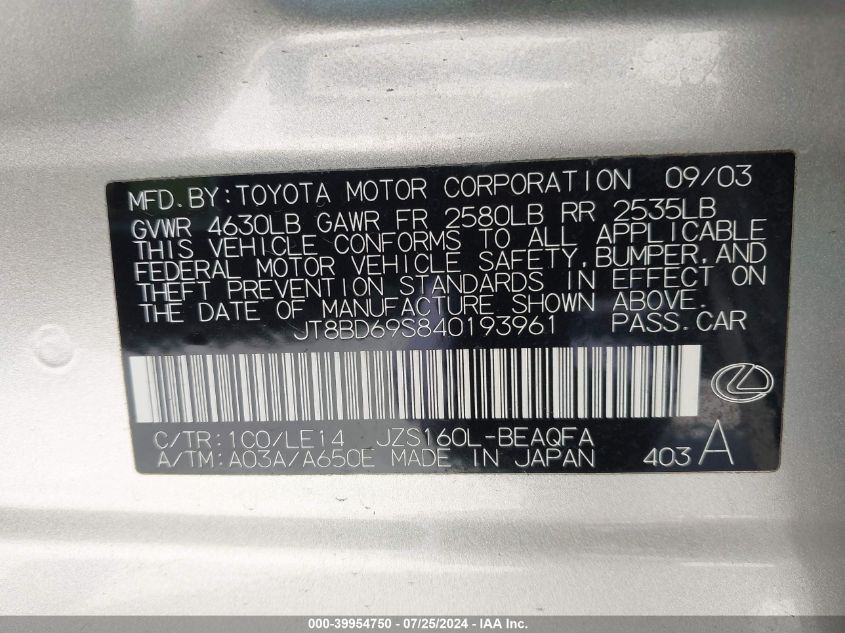 MFD. BY: TOYOTA MOTOR CORPORATION 09/03
GVWR 4630LB GAWR FR 2580LB RR 2535LB
THIS VEHICLE CONFORMS TO ALL APPLICABLE
FEDERAL MOTOR VEHICLE SAFETY, BUMPER, AND
THEFT PREVENTION STANDARDS IN EFFECT ON
THE DATE OF MANUFACTURE SHOWN ABOVE.
JT8BD69S840193961 PASS. CAR
C/TR: 1C0/LE14 JZS160L-BEAQFA
A/TM: A03A/A650E MADE IN JAPAN 403 A
000-39954750 - 07/25/2024 - IAA Inc.